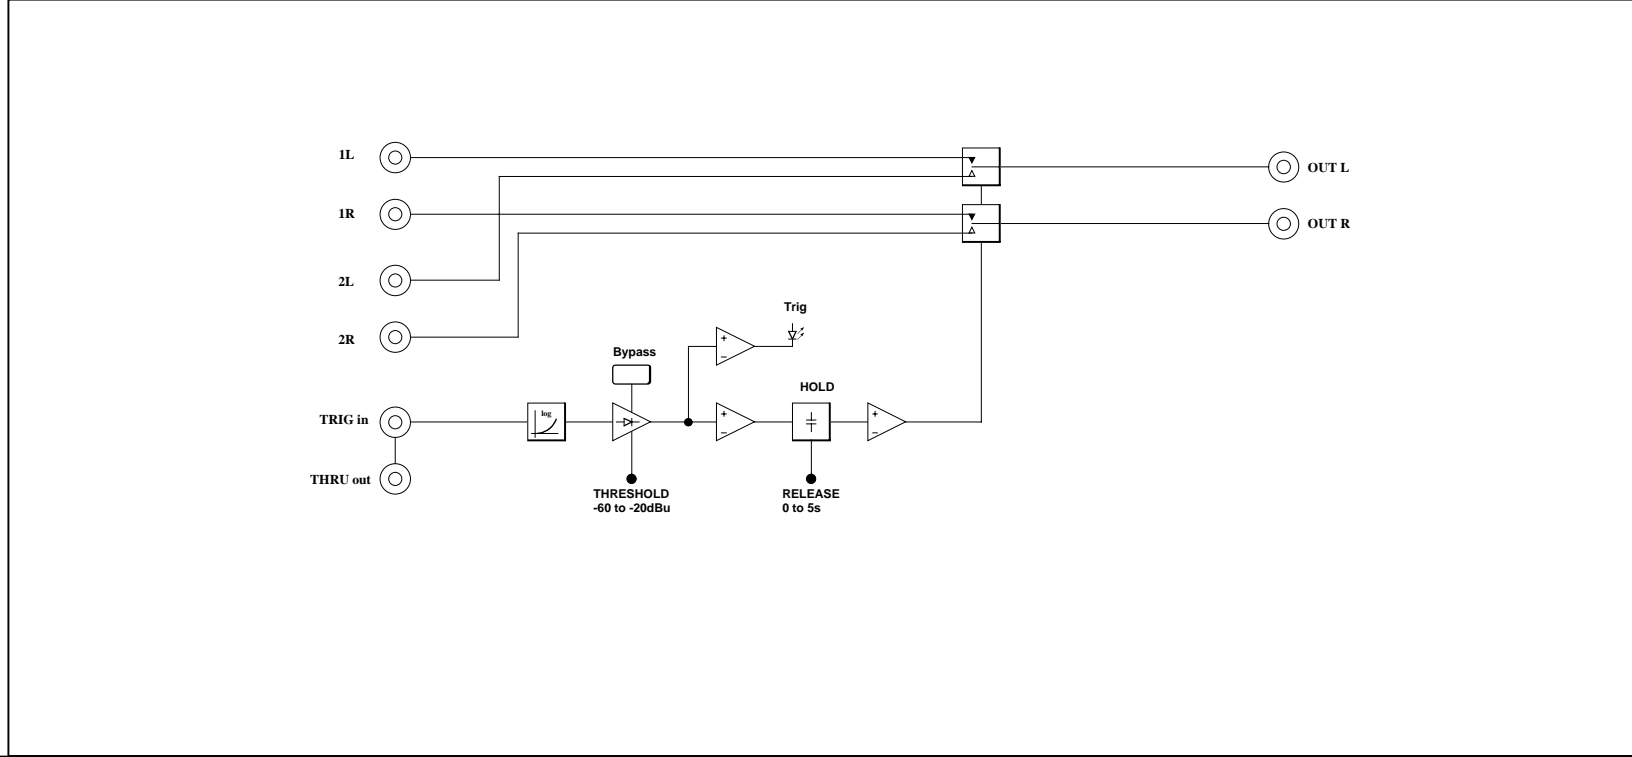 1L
OUT L
1R
OUT R
2L
Trig
2R
Bypass
HOLD
TRIG in
log
+
−
+
−
+
−
THRU out
THRESHOLD
-60 to -20dBu
RELEASE
0 to 5s